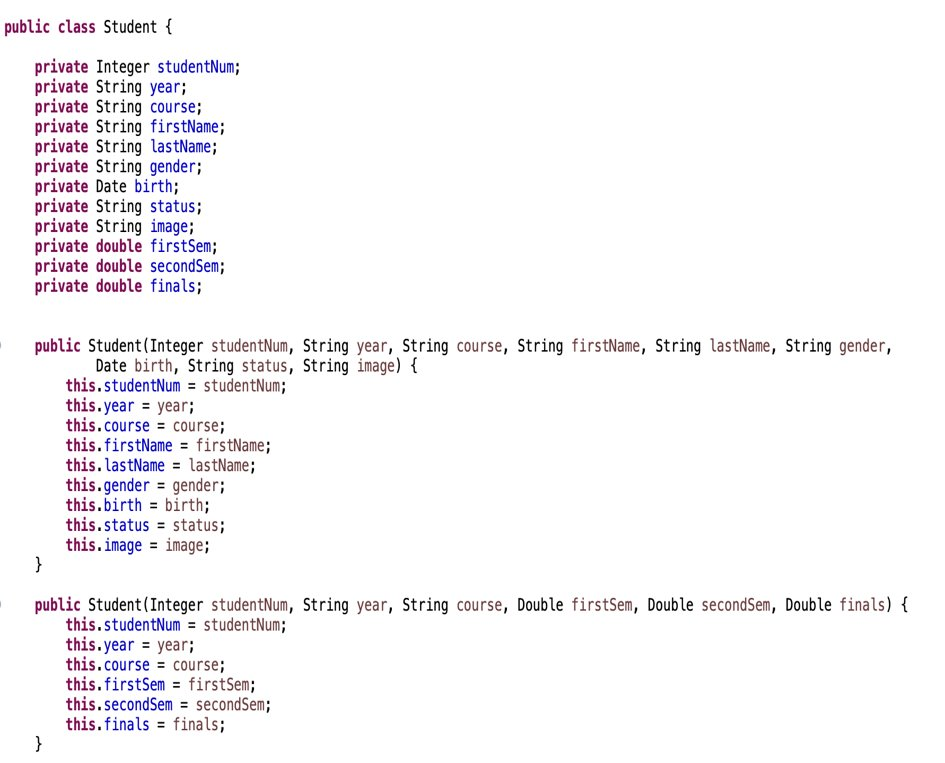 public class Student {
private Integer studentNum;
private String year;
private String course;
private String firstName;
private String lastName;
private String gender;
private Date birth;
private String status;
private String image;
private double firstSem;
private double secondSem;
private double finals;
public Student(Integer studentNum, String year, String course, String firstName, String lastName, String gender,
Date birth, String status, String image) {
this.studentNum = studentNum;
this.year = year;
this.course = course;
this.firstName = firstName;
this.lastName = lastName;
this.gender = gender;
this.birth = birth;
this.status = status;
this.image = image;
}
public Student(Integer studentNum, String year, String course, Double firstSem, Double secondSem, Double finals) {
this.studentNum = studentNum;
this.year = year;
this.course = course;
this.firstSem = firstSem;
this.secondSem = secondSem;
this.finals = finals;
}